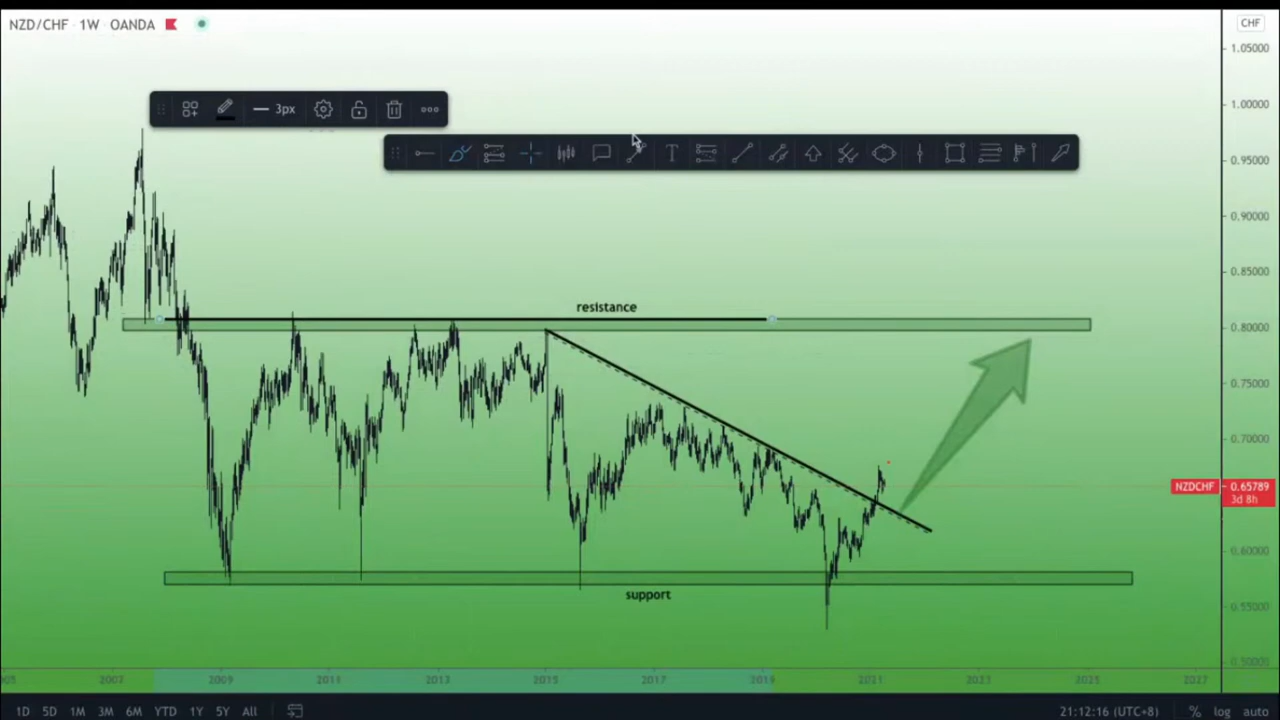 NZD/CHF · 1W · OANDA
CHF
1.05000
1.00000
3px
0.95000
T
0.90000
0.85000
resistance
0.80000
0.75000
0.70000
NZDCHF 0.65789
3d 8h
0.60000
support
0.55000
0.50000
2007 2009 2011 2013 2015 2017 2019 2021 2023 2025 2027
1D 5D 1M 3M 6M YTD 1Y 5Y All 21:12:16 (UTC+8) % log auto